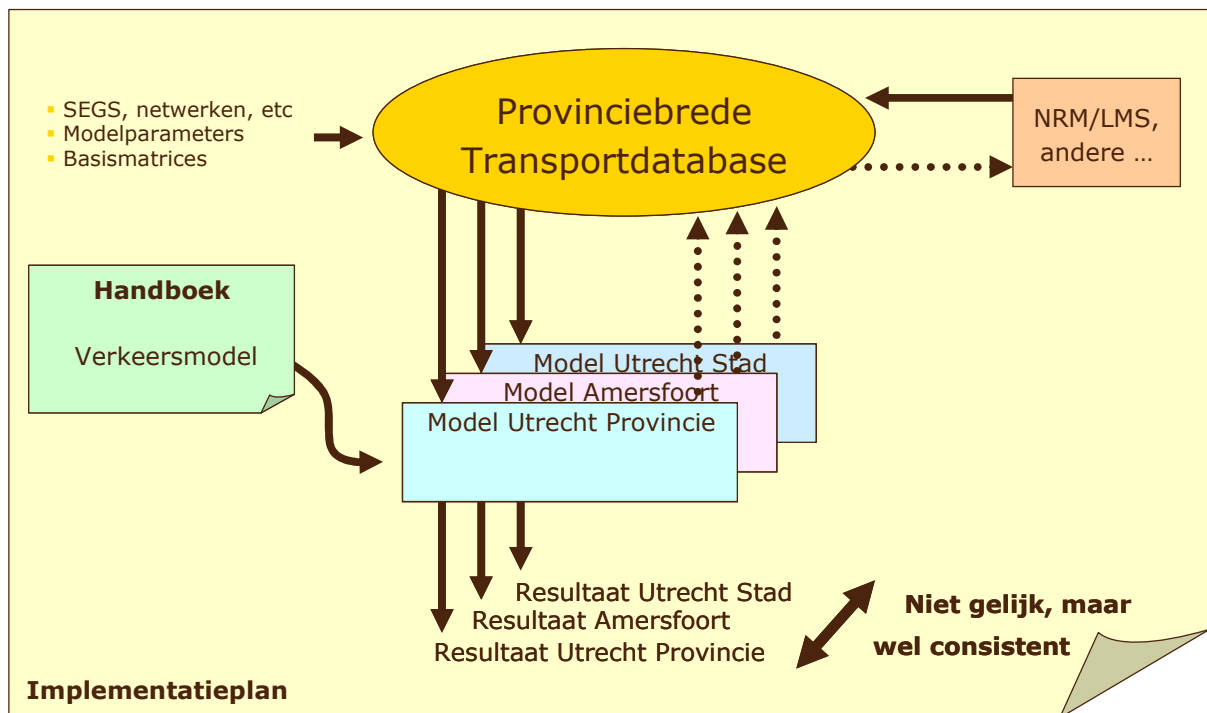 Provinciebrede
Transportdatabase
SEGS, netwerken, etc
Modelparameters
Basismatrices
NRM/LMS,
andere ...
Handboek
Verkeersmodel
Model Utrecht Stad
Model Amersfoort
Model Utrecht Provincie
Resultaat Utrecht Stad
Resultaat Amersfoort
Resultaat Utrecht Provincie
Niet gelijk, maar
wel consistent
Implementatieplan